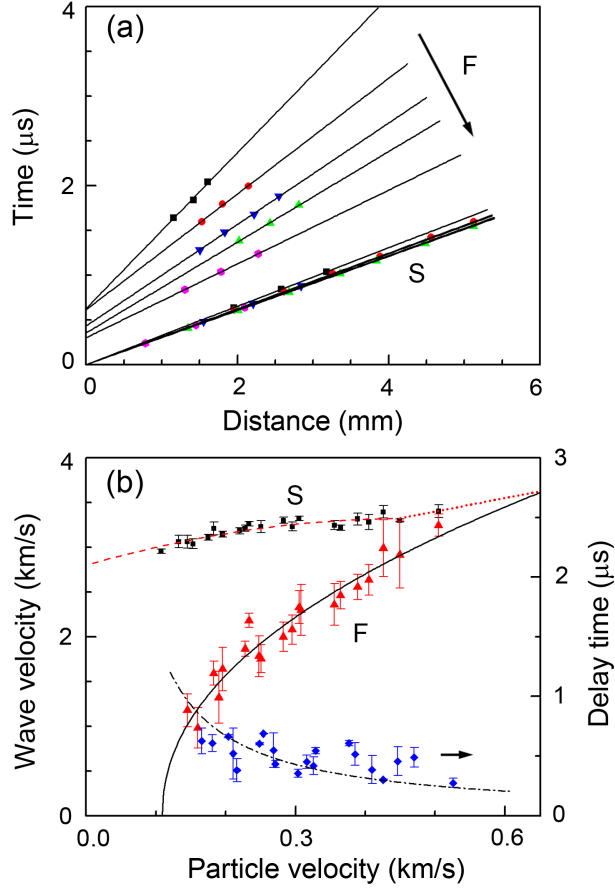 (a)
F
S
4
2
0
0
2
4
6
Time (µs)
Distance (mm)
(b)
S
F
4
2
0
3
2
1
0
0.0
0.3
0.6
Wave velocity (km/s)
Delay time (µs)
Particle velocity (km/s)